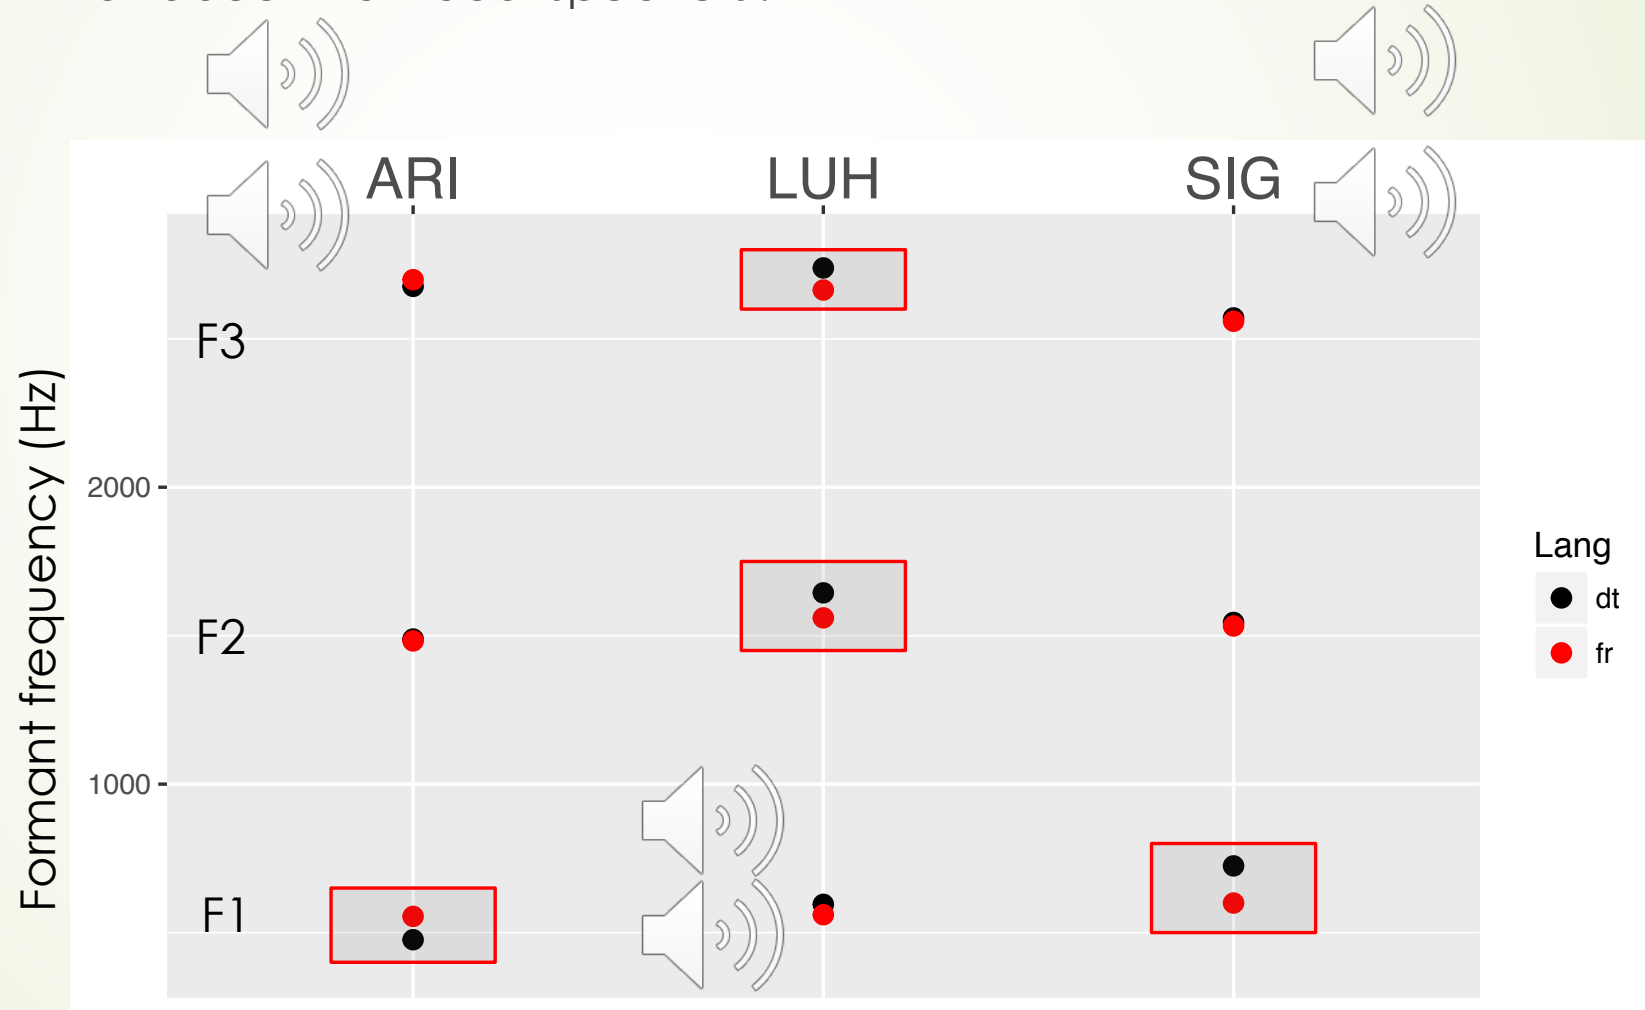 ARI LUH SIG
F3
2000
F2
1000
F1
Formant frequency (Hz)
Lang
dt
fr